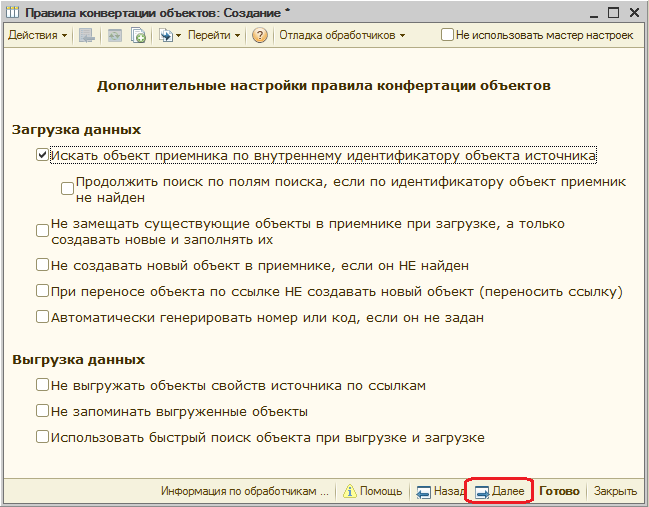 Правила конвертации объектов: Создание *
Действия Перейти ? Отладка обработчиков Не использовать мастер настроек
Дополнительные настройки правила конфертации объектов
Загрузка данных
Искать объект приемника по внутреннему идентификатору объекта источника
Продолжить поиск по полям поиска, если по идентификатору объект приемник
не найден
Не замещать существующие объекты в приемнике при загрузке, а только
создавать новые и заполнять их
Не создавать новый объект в приемнике, если он НЕ найден
При переносе объекта по ссылке НЕ создавать новый объект (переносить ссылку)
Автоматически генерировать номер или код, если он не задан
Выгрузка данных
Не выгружать объекты свойств источника по ссылкам
Не запоминать выгруженные объекты
Использовать быстрый поиск объекта при выгрузке и загрузке
Информация по обработчикам ... Помощь Назад Далее Готово Закрыть